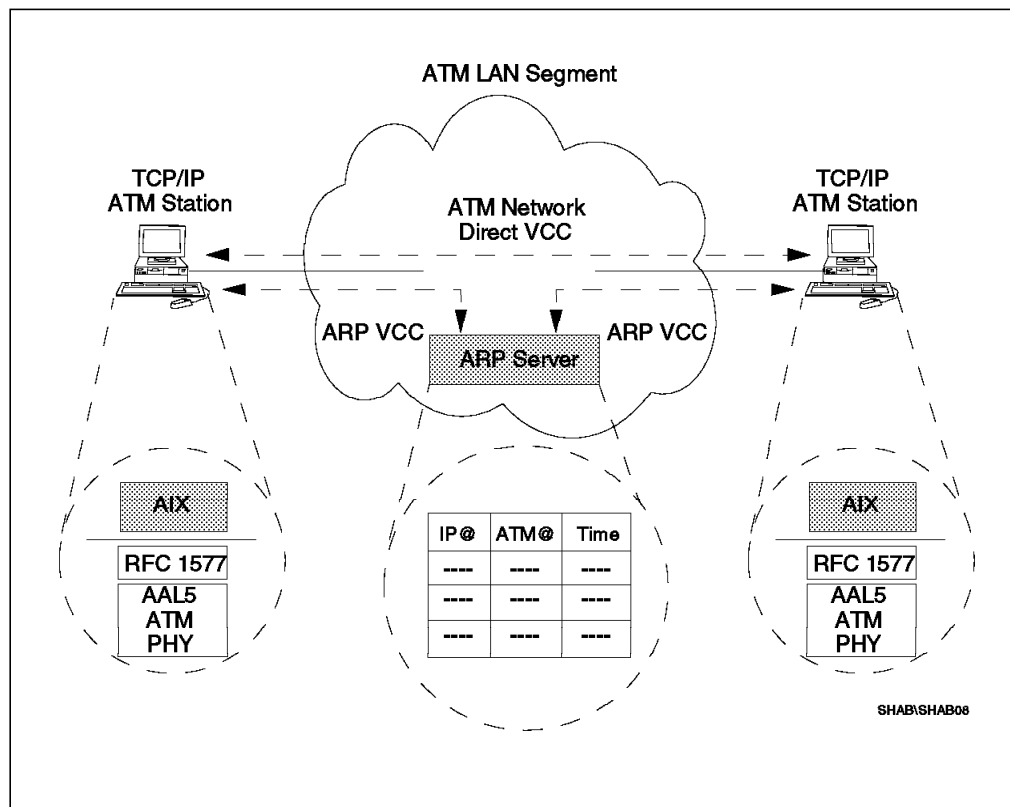 ATM LAN Segment
TCP/IP
ATM Station
TCP/IP
ATM Station
ATM Network
Direct VCC
ARP VCC
ARP VCC
ARP Server
AIX
RFC 1577
AAL5
ATM
PHY
IP@ ATM@ Time
---- ---- ----
---- ---- ----
---- ---- ----
AIX
RFC 1577
AAL5
ATM
PHY
SHAB\SHAB08